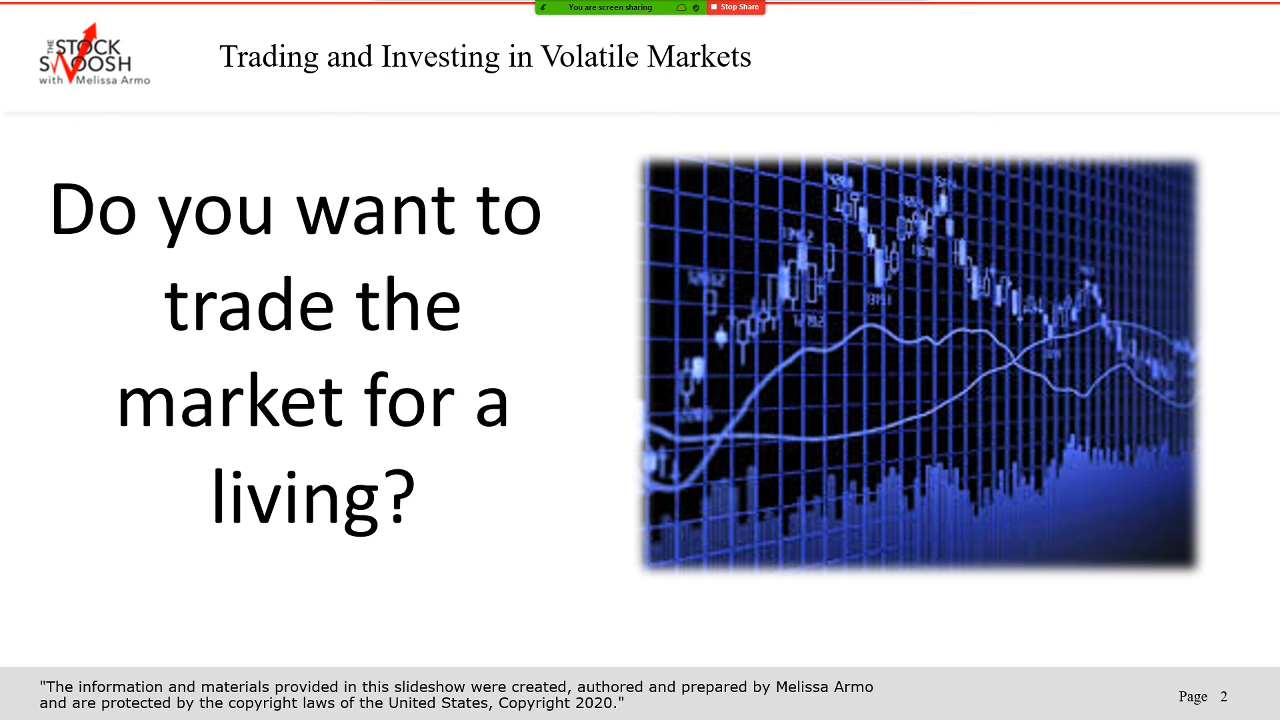 You are screen sharing
Stop Share
THE STOCK
SWOOSH
with Melissa Armo
Trading and Investing in Volatile Markets
Do you want to
trade the
market for a
living?
"The information and materials provided in this slideshow were created, authored and prepared by Melissa Armo
and are protected by the copyright laws of the United States, Copyright 2020."
Page 2